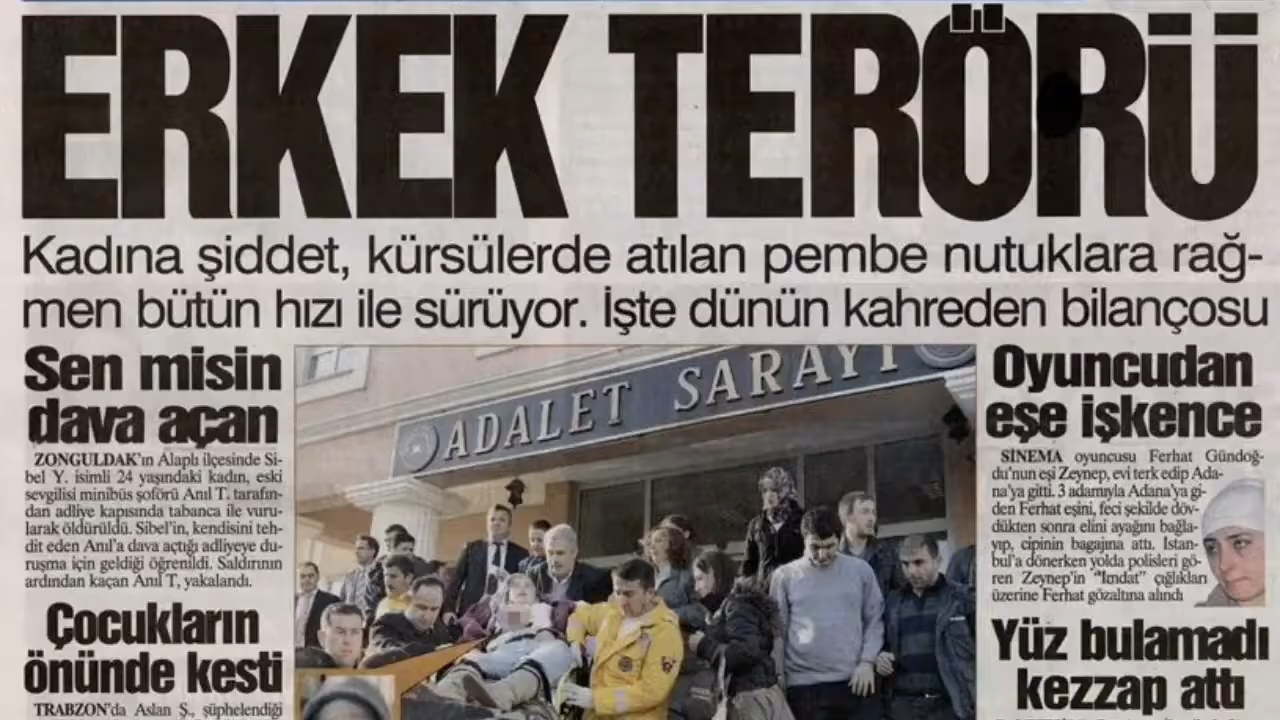 ERKEK TERÖRÜ
Kadına şiddet, kürsülerde atılan pembe nutuklara rağ-
men bütün hızı ile sürüyor. İşte dünün kahreden bilançosu
Sen misin
dava açan
ZONGULDAK'ın Alaplı ilçesinde Si-
bel Y. isimli 24 yaşındaki kadın, eski
sevgilisi minibüs şoförü Anıl T. tarafın-
dan adliye kapısında tabanca ile vuru-
larak öldürüldü. Sibel'in, kendisini teh-
dit eden Anıl'a dava açtığı adliyeye du-
ruşma için geldiği öğrenildi. Saldırının
ardından kaçan Anıl T, yakalandı.
Çocukların
önünde kesti
TRABZON'da Aslan Ş., şüphelendiği
ADALET SARAYI
Oyuncudan
eşe işkence
SİNEMA oyuncusu Ferhat Gündoğ-
du'nun eşi Zeynep, evi terk edip Ada-
na'ya gitti. 3 adamıyla Adana'ya gi-
den Ferhat eşini, feci şekilde döv-
dükten sonra elini ayağını bağla-
yıp, cipinin bagajına attı. İstan-
bul'a dönerken yolda polisleri gö-
ren Zeynep'in "İmdat" çığlıkları
üzerine Ferhat gözaltına alındı
Yüz bulamadı
kezzap attı